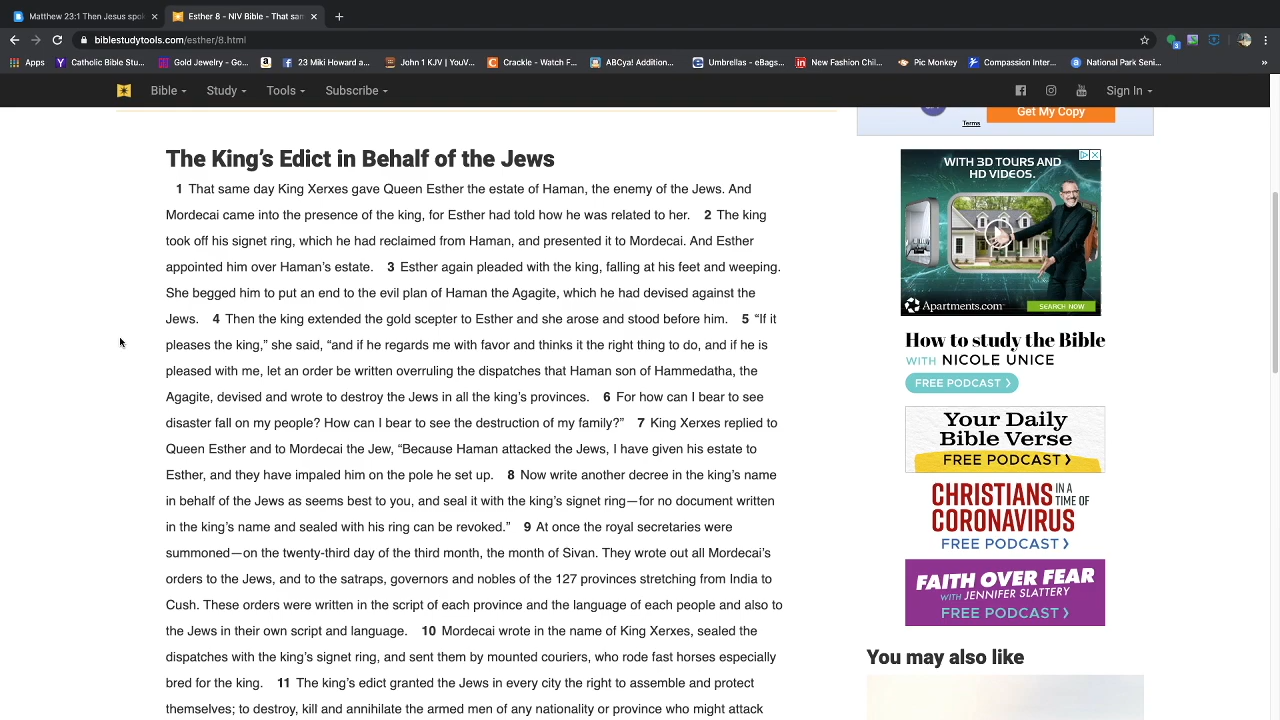 Matthew 23:1 Then Jesus spok
Esther 8 - NIV Bible - That sam
biblestudytools.com/esther/8.html
Apps
Catholic Bible Stu...
Gold Jewelry - Go...
23 Miki Howard a...
John 1 KJV | YouV...
Crackle - Watch F...
ABCya! Addition...
Umbrellas - eBags...
New Fashion Chil...
Pic Monkey
Compassion Inter...
National Park Seni...
»
Bible
Study
Tools
Subscribe
Sign In
Terms
Get My Copy
The King’s Edict in Behalf of the Jews
1 That same day King Xerxes gave Queen Esther the estate of Haman, the enemy of the Jews. And
Mordecai came into the presence of the king, for Esther had told how he was related to her. 2 The king
took off his signet ring, which he had reclaimed from Haman, and presented it to Mordecai. And Esther
appointed him over Haman’s estate. 3 Esther again pleaded with the king, falling at his feet and weeping.
She begged him to put an end to the evil plan of Haman the Agagite, which he had devised against the
Jews. 4 Then the king extended the gold scepter to Esther and she arose and stood before him. 5 “If it
pleases the king,” she said, “and if he regards me with favor and thinks it the right thing to do, and if he is
pleased with me, let an order be written overruling the dispatches that Haman son of Hammedatha, the
Agagite, devised and wrote to destroy the Jews in all the king’s provinces. 6 For how can I bear to see
disaster fall on my people? How can I bear to see the destruction of my family?” 7 King Xerxes replied to
Queen Esther and to Mordecai the Jew, “Because Haman attacked the Jews, I have given his estate to
Esther, and they have impaled him on the pole he set up. 8 Now write another decree in the king’s name
in behalf of the Jews as seems best to you, and seal it with the king’s signet ring—for no document written
in the king’s name and sealed with his ring can be revoked.” 9 At once the royal secretaries were
summoned—on the twenty-third day of the third month, the month of Sivan. They wrote out all Mordecai’s
orders to the Jews, and to the satraps, governors and nobles of the 127 provinces stretching from India to
Cush. These orders were written in the script of each province and the language of each people and also to
the Jews in their own script and language. 10 Mordecai wrote in the name of King Xerxes, sealed the
dispatches with the king’s signet ring, and sent them by mounted couriers, who rode fast horses especially
bred for the king. 11 The king’s edict granted the Jews in every city the right to assemble and protect
themselves; to destroy, kill and annihilate the armed men of any nationality or province who might attack
WITH 3D TOURS AND
HD VIDEOS.
Apartments.com
SEARCH NOW
How to study the Bible
WITH NICOLE UNICE
FREE PODCAST >
Your Daily
Bible Verse
FREE PODCAST >
CHRISTIANS IN A
TIME OF
CORONAVIRUS
FREE PODCAST >
FAITH OVER FEAR
WITH JENNIFER SLATTERY
FREE PODCAST >
You may also like